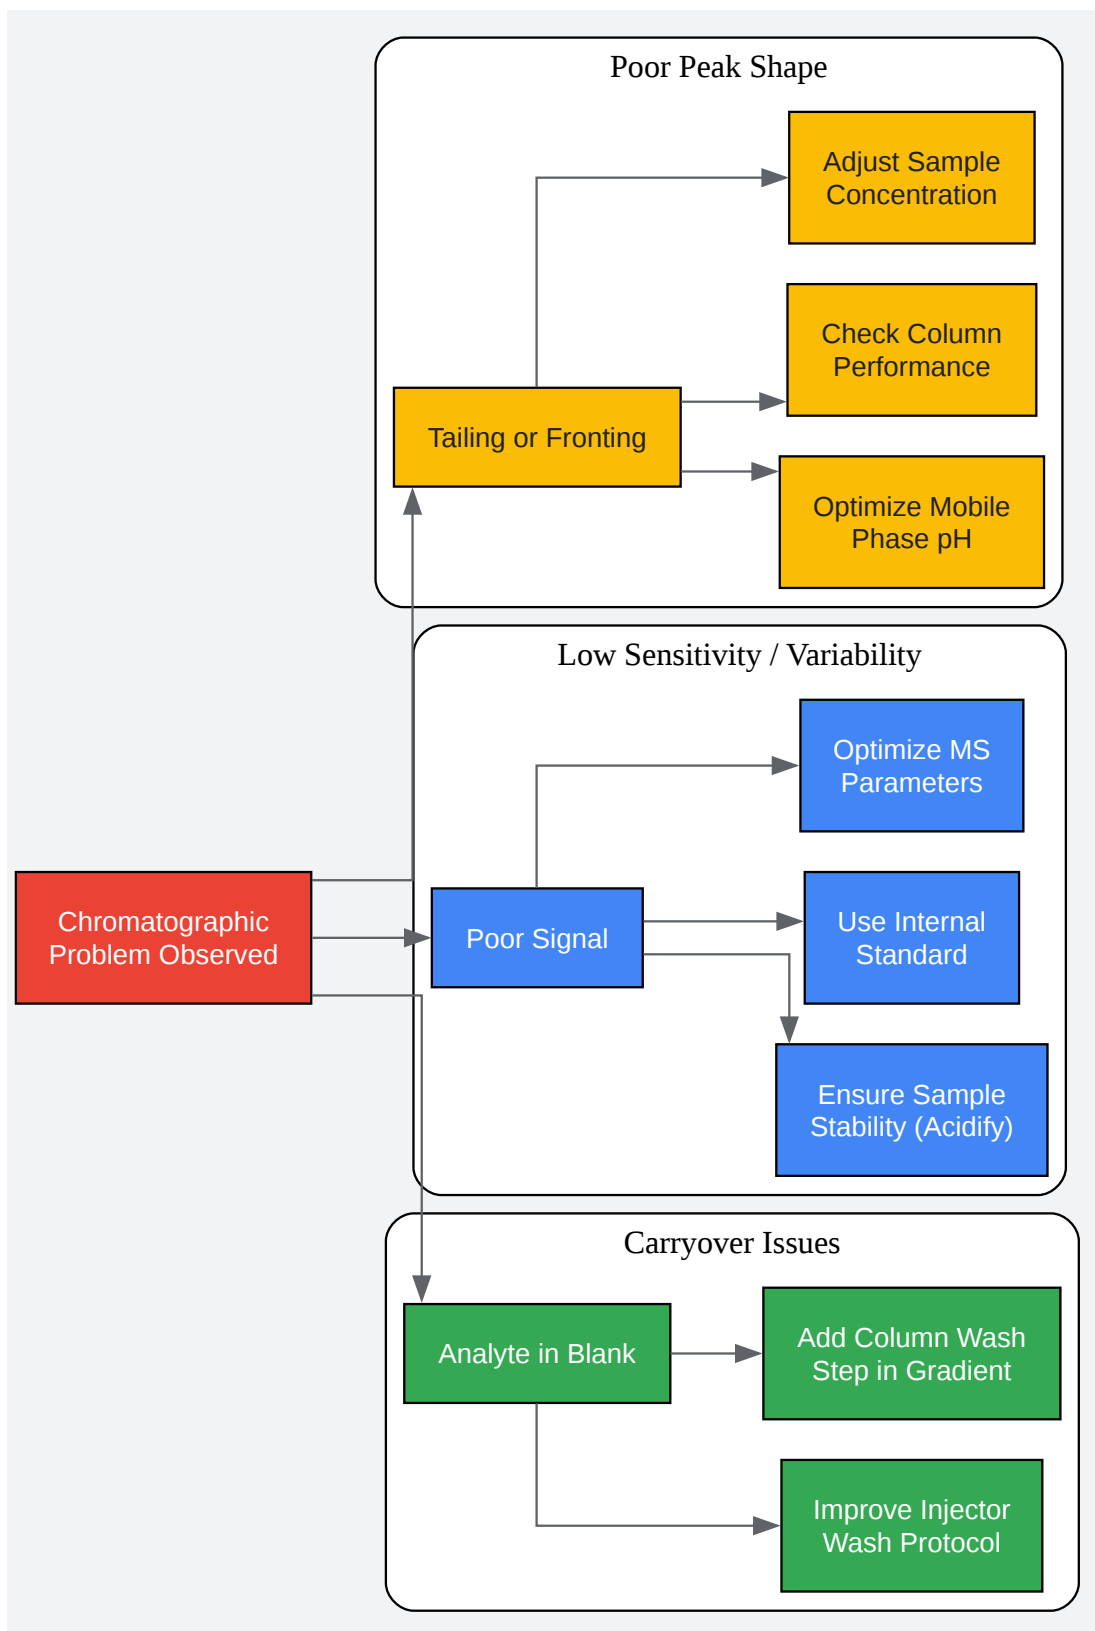 Poor Peak Shape
Adjust Sample
Concentration
Check Column
Performance
Tailing or Fronting
Optimize Mobile
Phase pH
Low Sensitivity / Variability
Optimize MS
Parameters
Chromatographic
Problem Observed
Poor Signal
Use Internal
Standard
Ensure Sample
Stability (Acidify)
Carryover Issues
Analyte in Blank
Add Column Wash
Step in Gradient
Improve Injector
Wash Protocol